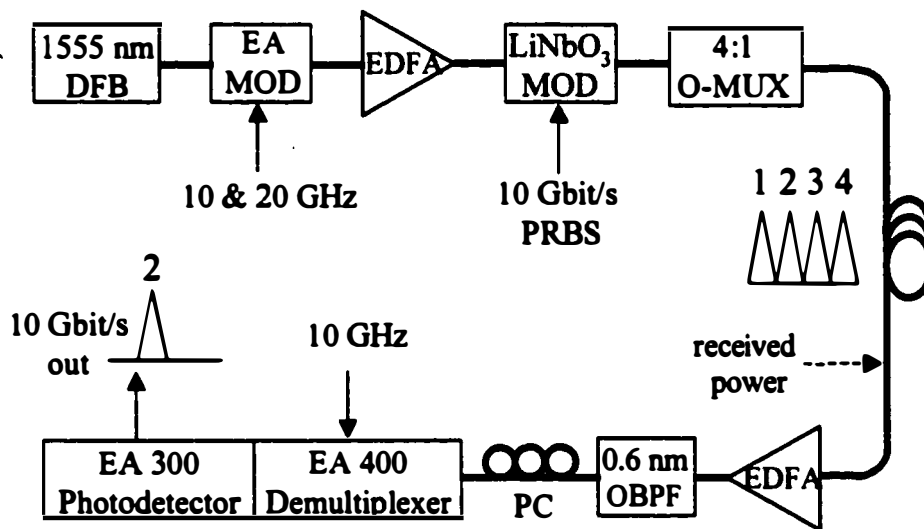 1555 nm
DFB
EA
MOD
EDFA
LiNbO₃
MOD
4:1
O-MUX
10 & 20 GHz
10 Gbit/s
PRBS
1 2 3 4
2
10 Gbit/s
out
10 GHz
received
power
EA 300
Photodetector
EA 400
Demultiplexer
PC
0.6 nm
OBPF
EDFA